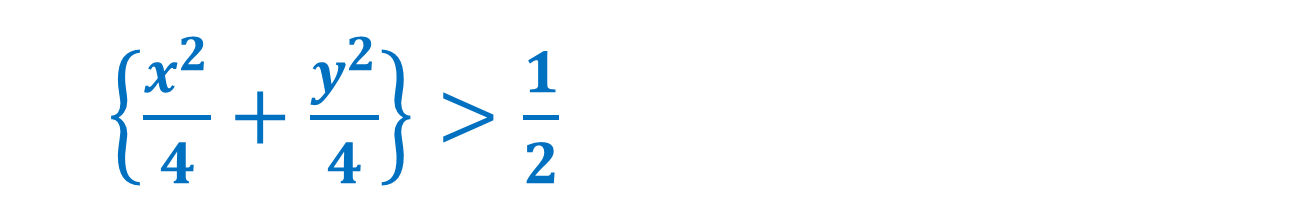 {x²/4 + y²/4} > 1/2